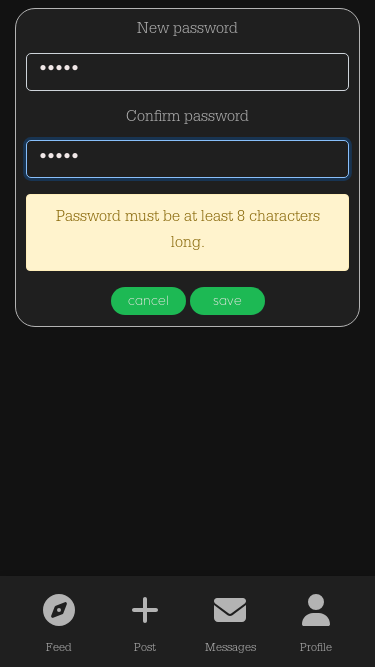 New password
•••••
Confirm password
•••••
Password must be at least 8 characters
long.
cancel save
Feed Post Messages Profile